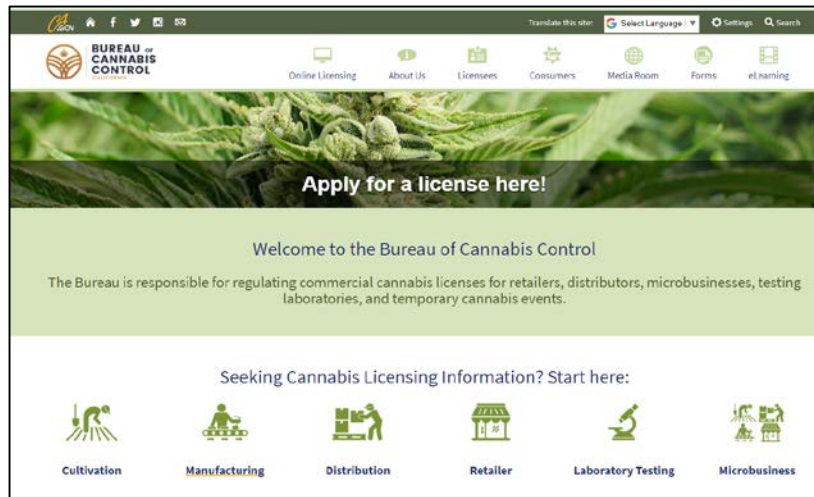 CA.GOV
Translate this site:
Select Language
Settings
Search
BUREAU OF
CANNABIS
CONTROL
CALIFORNIA
Online Licensing
About Us
Licensees
Consumers
Media Room
Forms
eLearning
Apply for a license here!
Welcome to the Bureau of Cannabis Control
The Bureau is responsible for regulating commercial cannabis licenses for retailers, distributors, microbusinesses, testing
laboratories, and temporary cannabis events.
Seeking Cannabis Licensing Information? Start here:
Cultivation
Manufacturing
Distribution
Retailer
Laboratory Testing
Microbusiness